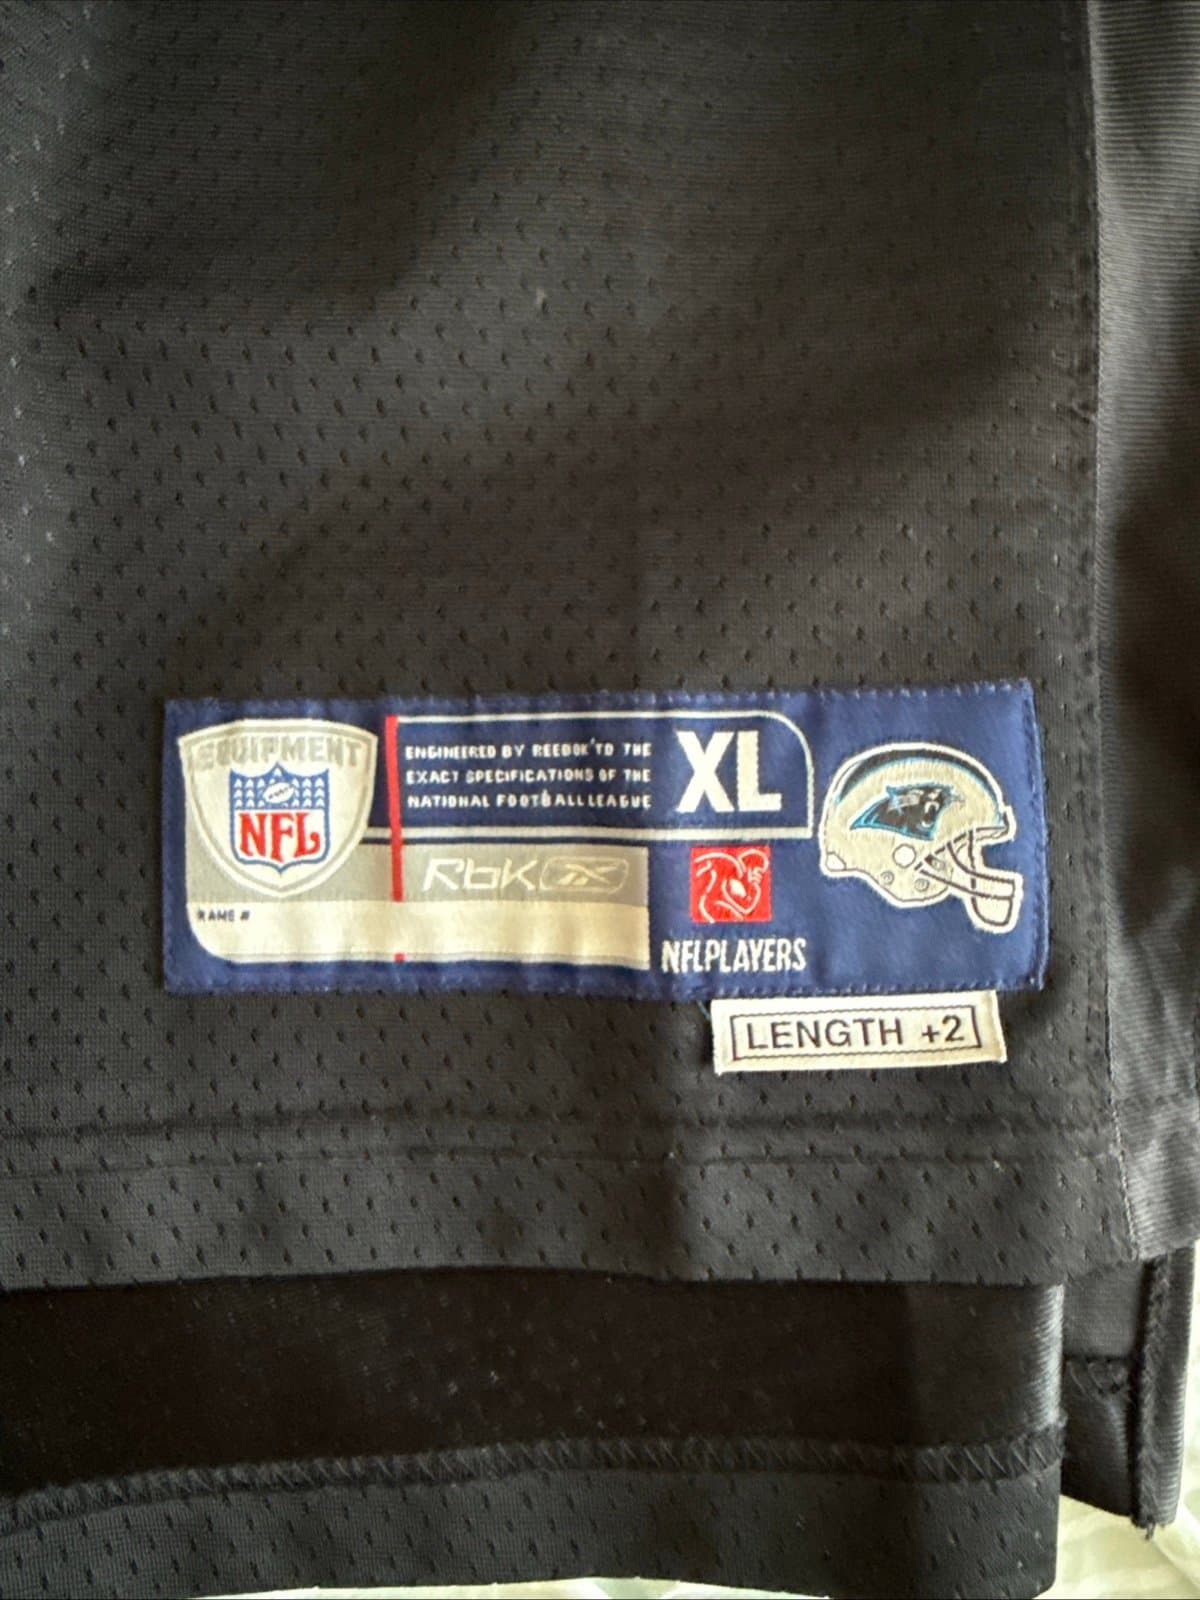 EQUIPMENT
NFL
ENGINEERED BY REEBOK TO THE
EXACT SPECIFICATIONS OF THE
NATIONAL FOOTBALL LEAGUE
XL
Rbk
NAME #
NFLPLAYERS
LENGTH +2